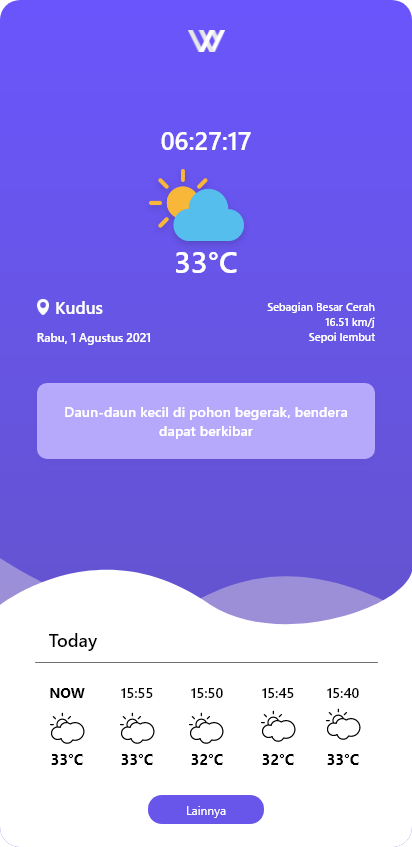 W
06:27:17
33°C
Kudus
Rabu, 1 Agustus 2021
Sebagian Besar Cerah
16.51 km/j
Sepoi lembut
Daun-daun kecil di pohon begerak, bendera
dapat berkibar
Today
NOW 15:55 15:50 15:45 15:40
33°C 33°C 32°C 32°C 33°C
Lainnya